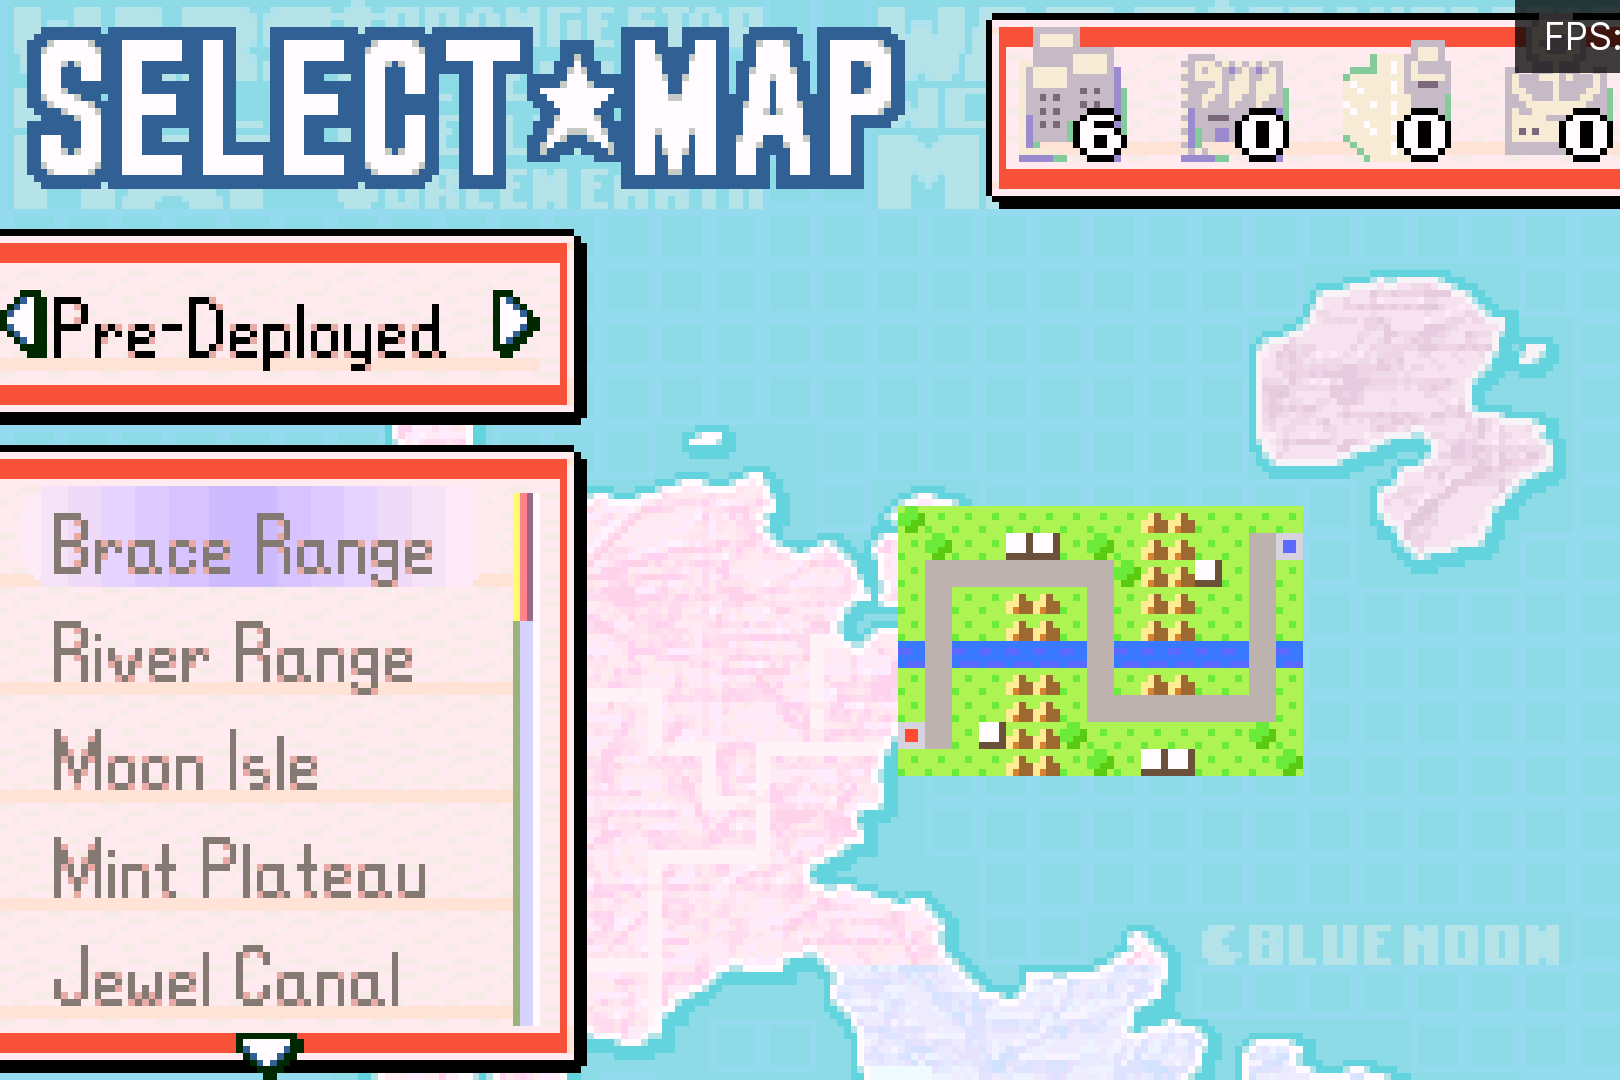 SELECT★MAP
FPS:
6 0 0 0
Pre-Deployed
Brace Range
River Range
Moon Isle
Mint Plateau
Jewel Canal
BLUE MOON